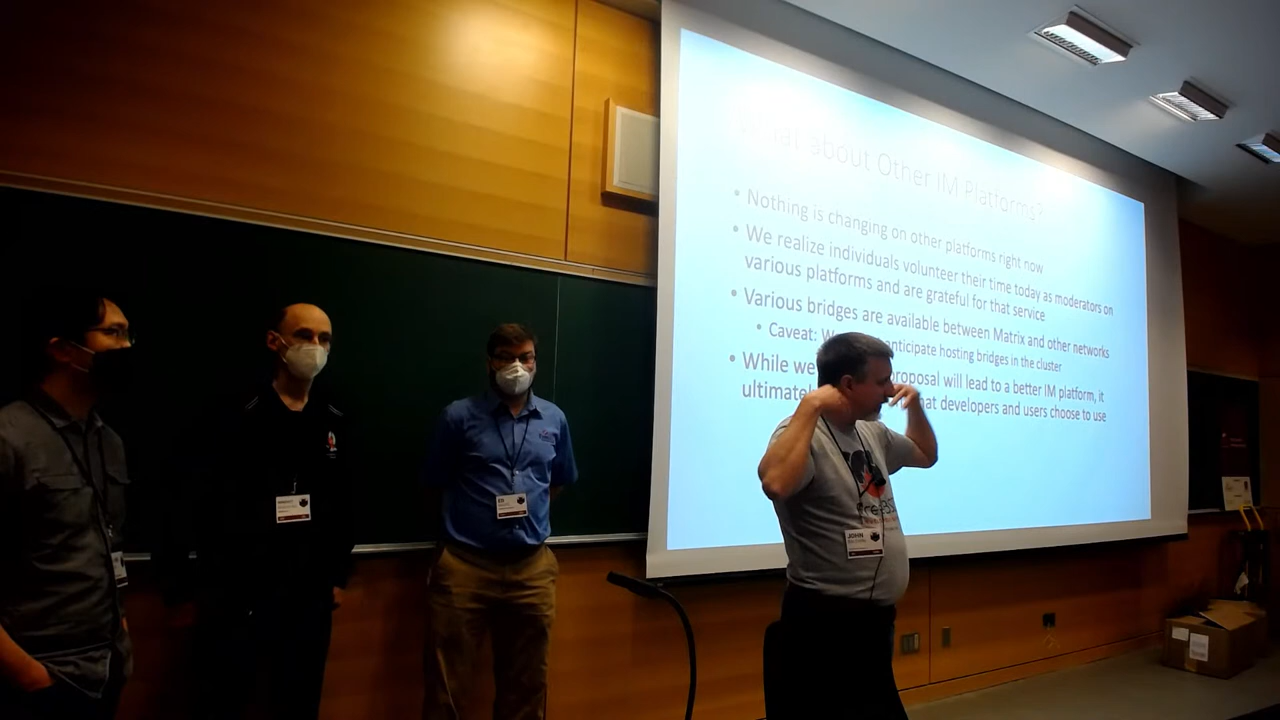 What about Other IM Platforms?
• Nothing is changing on other platforms right now
• We realize individuals volunteer their time today as moderators on
various platforms and are grateful for that service
• Various bridges are available between Matrix and other networks
• Caveat: W anticipate hosting bridges in the cluster
• While we proposal will lead to a better IM platform, it
ultimate hat developers and users choose to use
JOHN
ED